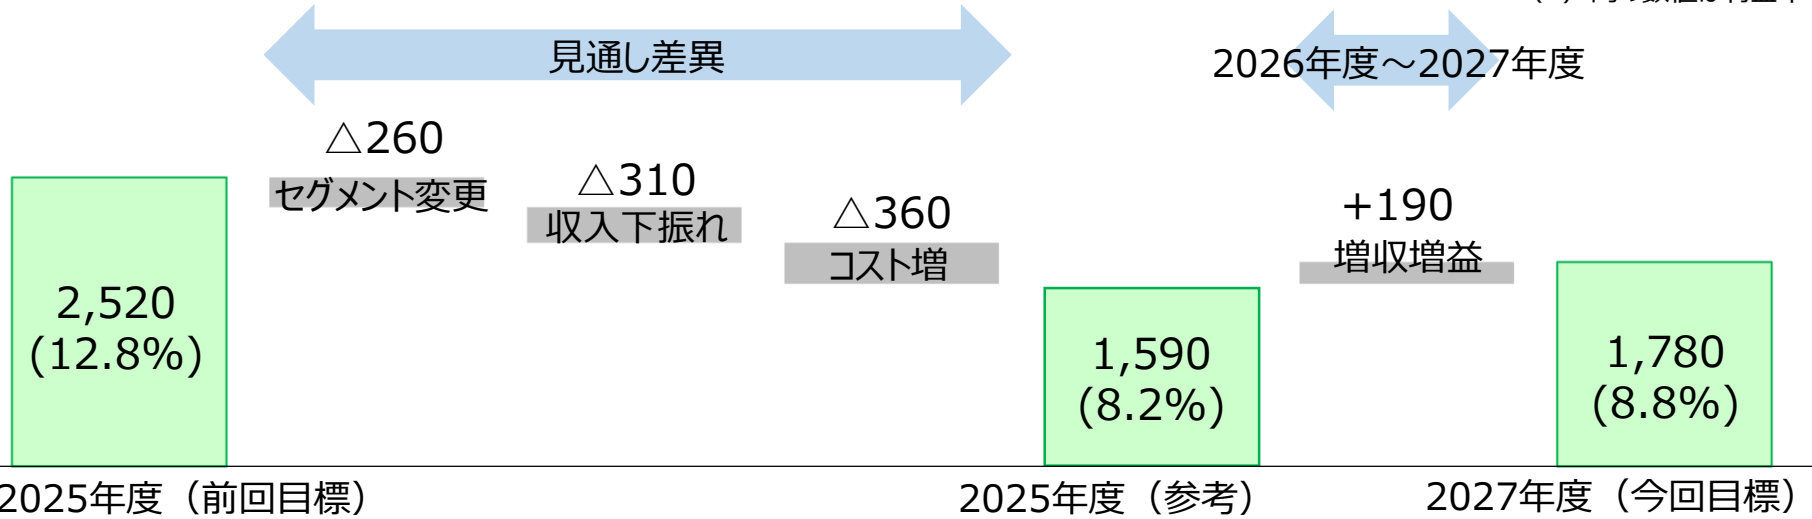 見通し差異
2026年度～2027年度
△260
セグメント変更
△310
収入下振れ
△360
コスト増
+190
増収増益
2,520
(12.8%)
1,590
(8.2%)
1,780
(8.8%)
2025年度（前回目標）
2025年度（参考）
2027年度（今回目標）